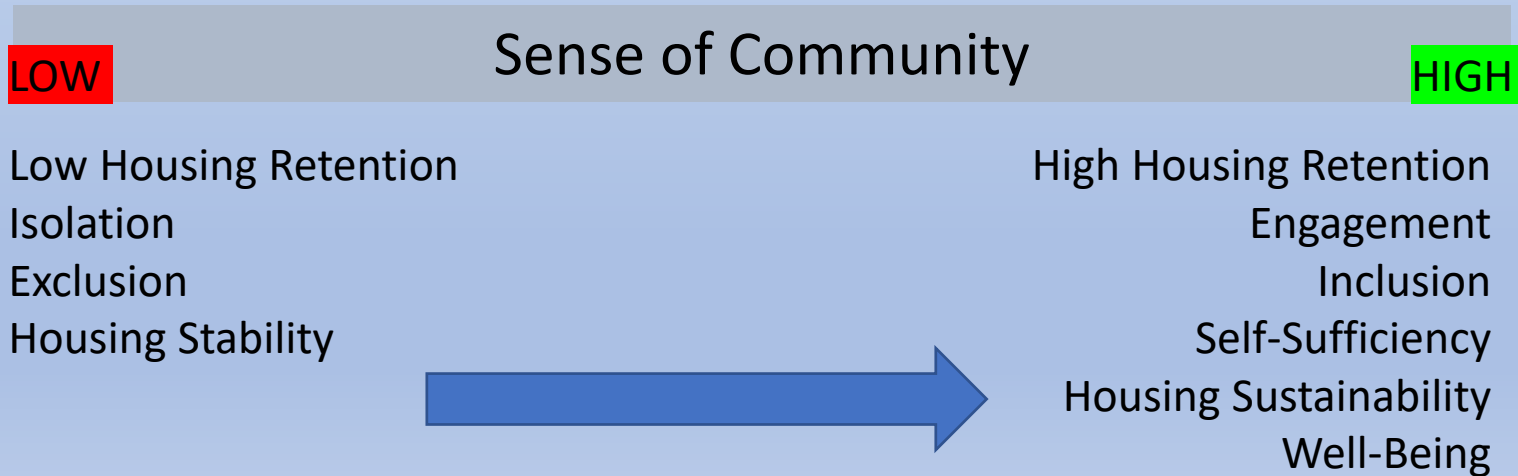 Sense of Community
LOW
HIGH
Low Housing Retention
Isolation
Exclusion
Housing Stability
High Housing Retention
Engagement
Inclusion
Self-Sufficiency
Housing Sustainability
Well-Being